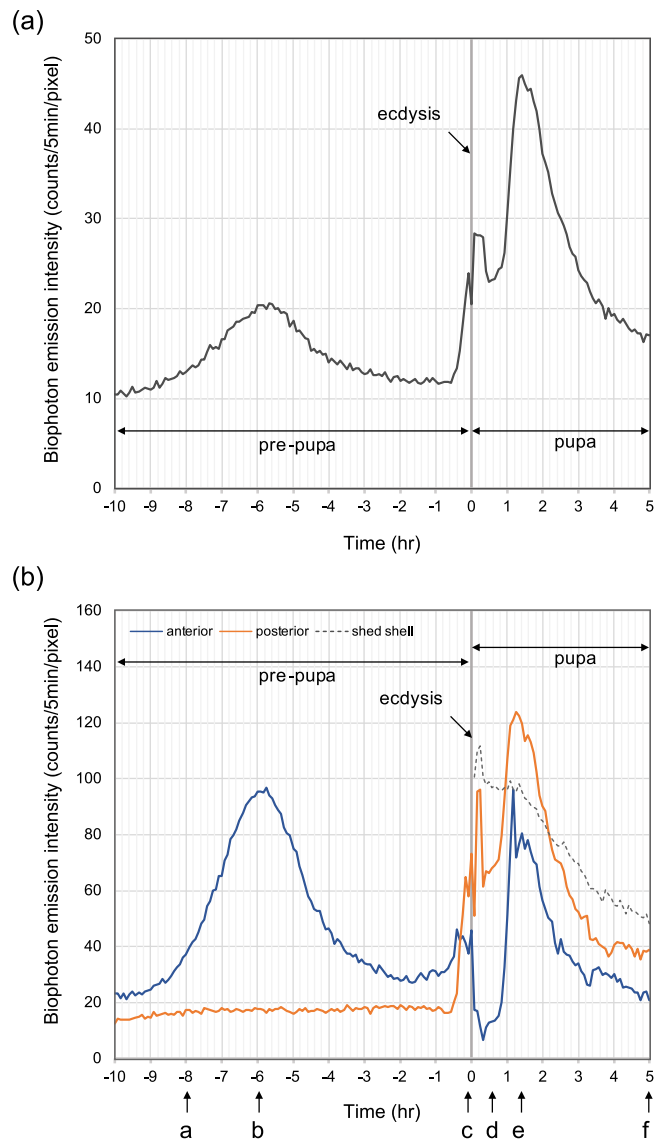 (a)
Biophoton emission intensity (counts/5min/pixel)
50
40
30
20
10
0
ecdysis
pre-pupa
pupa
-10 -9 -8 -7 -6 -5 -4 -3 -2 -1 0 1 2 3 4 5
Time (hr)
(b)
Biophoton emission intensity (counts/5min/pixel)
160
140
120
100
80
60
40
20
0
anterior posterior shed shell
pupa
pre-pupa
ecdysis
-10 -9 -8 -7 -6 -5 -4 -3 -2 -1 0 1 2 3 4 5
Time (hr)
a b c d e f